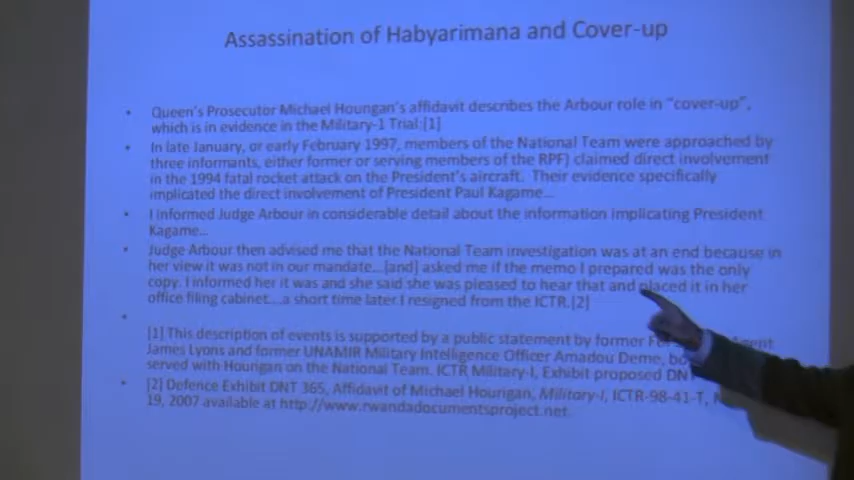 Assassination of Habyarimana and Cover-up
• Queen's Prosecutor Michael Houngan's affidavit describes the Arbour role in "cover-up",
which is in evidence in the Military-1 Trial:[1]
• In late January, or early February 1997, members of the National Team were approached by
three informants, either former or serving members of the RPF) claimed direct involvement
in the 1994 fatal rocket attack on the President's aircraft. Their evidence specifically
implicated the direct involvement of President Paul Kagame...
• I informed Judge Arbour in considerable detail about the information implicating President
Kagame...
• Judge Arbour then advised me that the National Team investigation was at an end because in
her view it was not in our mandate...[and] asked me if the memo I prepared was the only
copy. I informed her it was and she said she was pleased to hear that and placed it in her
office filing cabinet...a short time later I resigned from the ICTR.[2]
•
[1] This description of events is supported by a public statement by former
James Lyons and former UNAMIR Military Intelligence Officer Amadou Deme,
served with Hourigan on the National Team. ICTR Military-I, Exhibit proposed
• [2] Defence Exhibit DNT 365, Affidavit of Michael Hourigan, Military-I, ICTR-98-41-T,
19, 2007 available at http://www.rwandadocumentsproject.net.